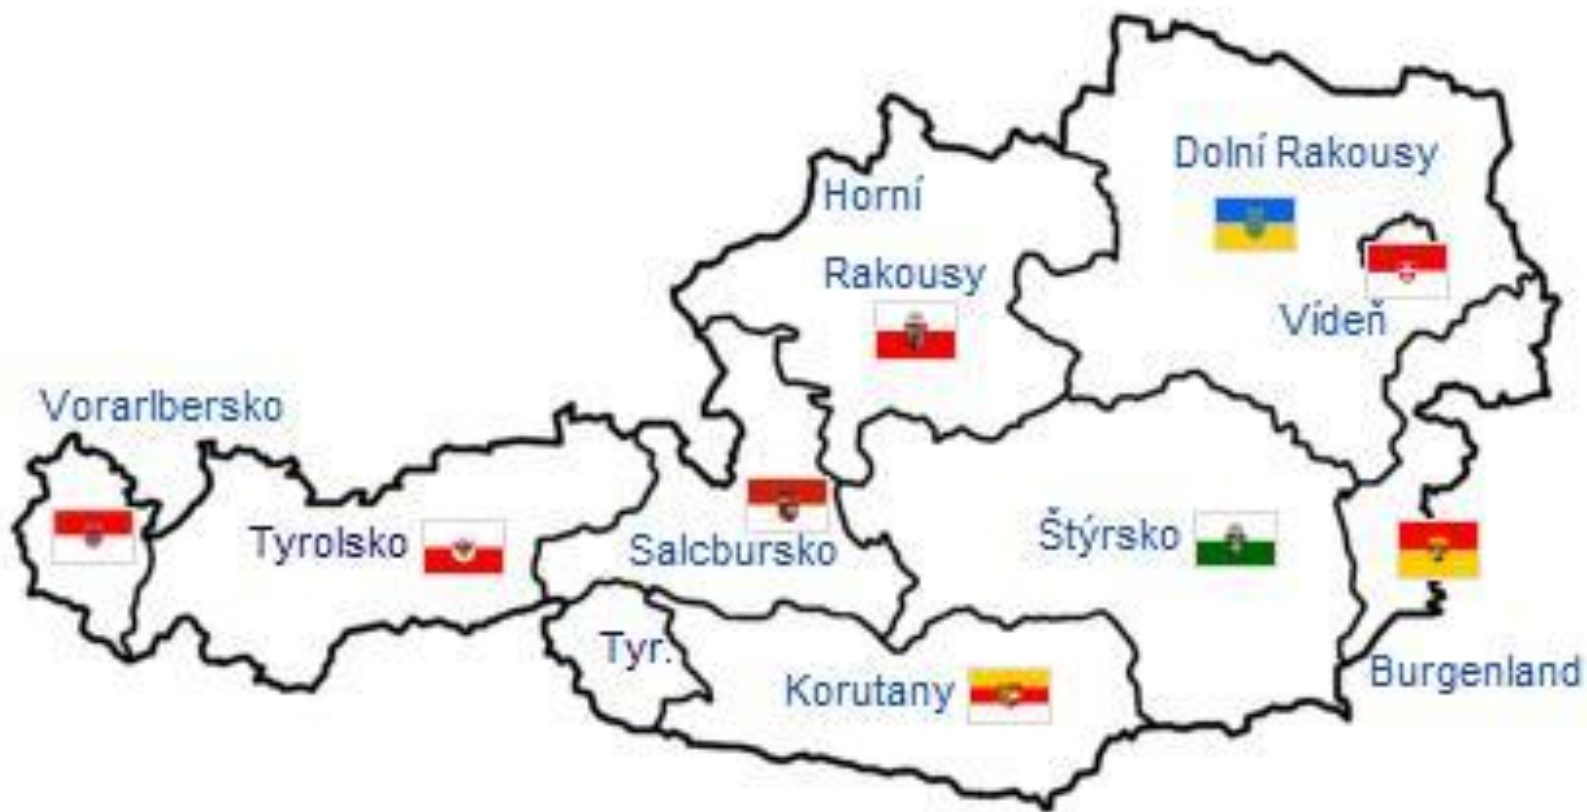 Dolní Rakousy
Horní
Rakousy
Vídeň
Vorarlbersko
Tyrolsko
Salcbursko
Štýrsko
Tyr.
Korutany
Burgenland